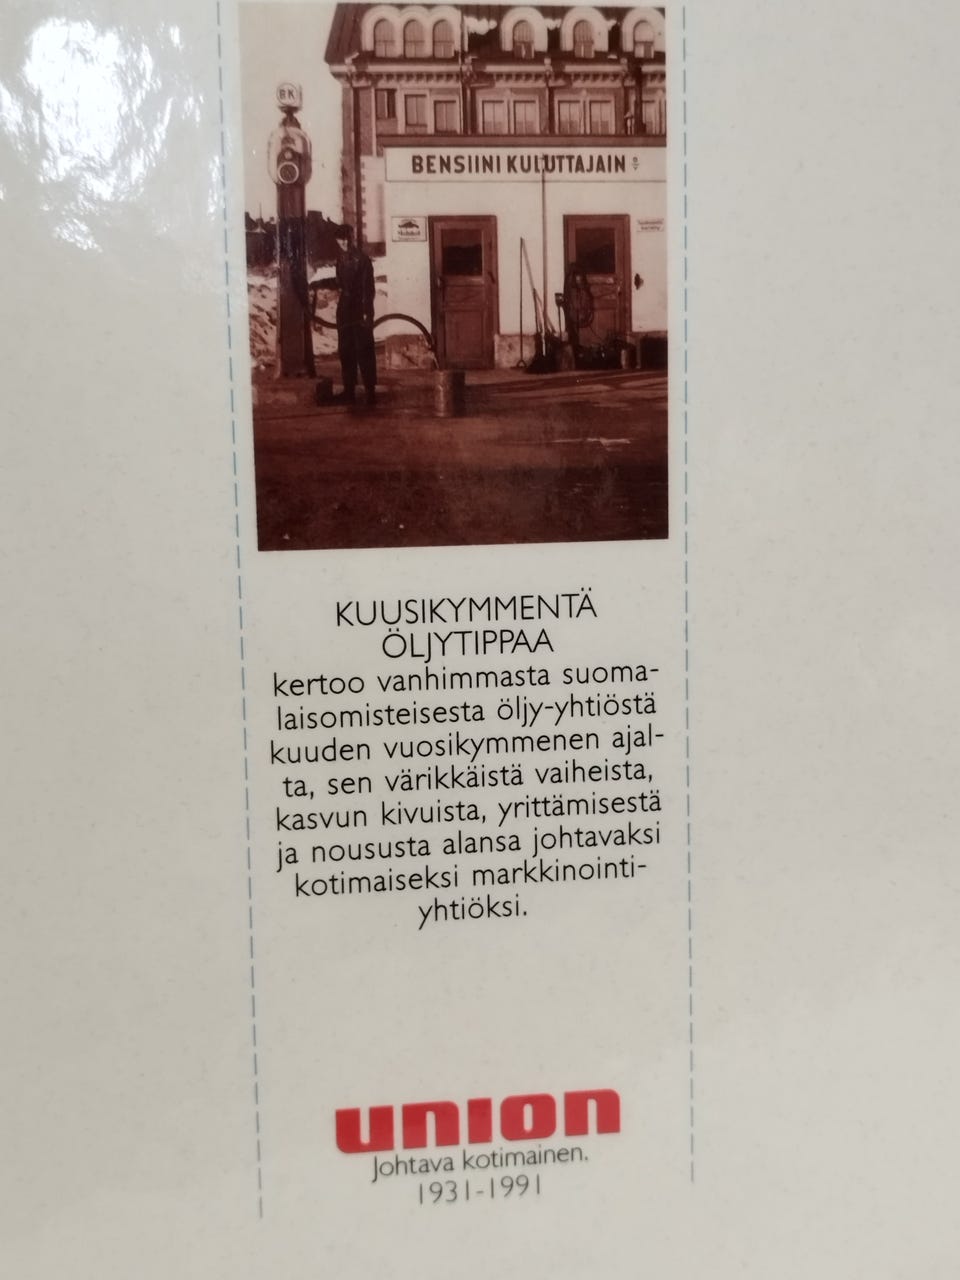 BK
BENSIINI KULUTTAJAIN
KUUSIKYMMENTÄ
ÖLJYTIPPAA
kertoo vanhimmasta suoma-
laisomisteisesta öljy-yhtiöstä
kuuden vuosikymmenen ajal-
ta, sen värikkäistä vaiheista,
kasvun kivuista, yrittämisestä
ja noususta alansa johtavaksi
kotimaiseksi markkinointi-
yhtiöksi.
union
Johtava kotimainen.
1931-1991